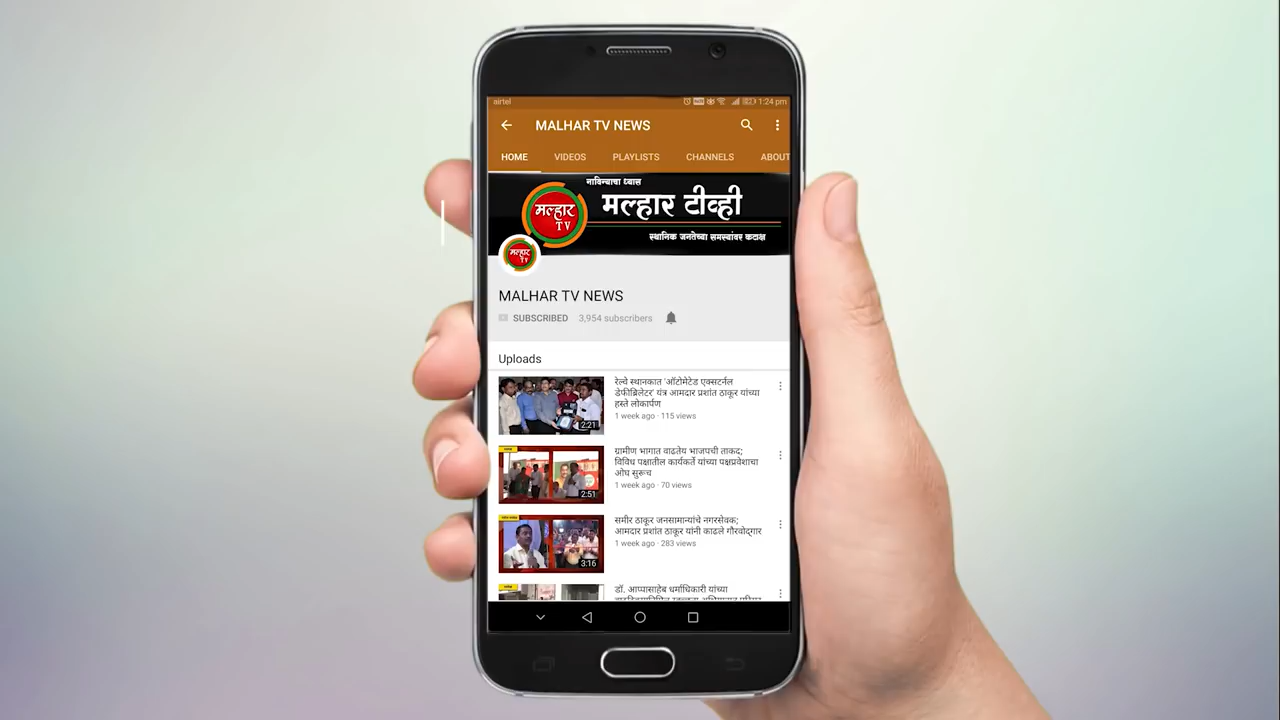 airtel 1:24 pm
MALHAR TV NEWS
HOME VIDEOS PLAYLISTS CHANNELS ABOUT
नाविन्याचा ध्यास
मल्हार टीव्ही
स्थानिक जनतेच्या समस्यांवर कटाक्ष
मल्हार
TV
मल्हार
TV
MALHAR TV NEWS
SUBSCRIBED 3,954 subscribers
Uploads
रेल्वे स्थानकात 'ऑटोमेटेड एक्सटर्नल
डेफीब्रिलेटर' यंत्र आमदार प्रशांत ठाकूर यांच्या
हस्ते लोकार्पण
1 week ago · 115 views
2:21
ग्रामीण भागात वाढतेय भाजपची ताकद;
विविध पक्षातील कार्यकर्ते यांच्या पक्षप्रवेशाचा
ओघ सुरूच
1 week ago · 70 views
2:51
समीर ठाकूर जनसामान्यांचे नगरसेवक;
आमदार प्रशांत ठाकूर यांनी काढले गौरवोद्गार
1 week ago · 283 views
3:16
डॉ. आप्पासाहेब धर्माधिकारी यांच्या